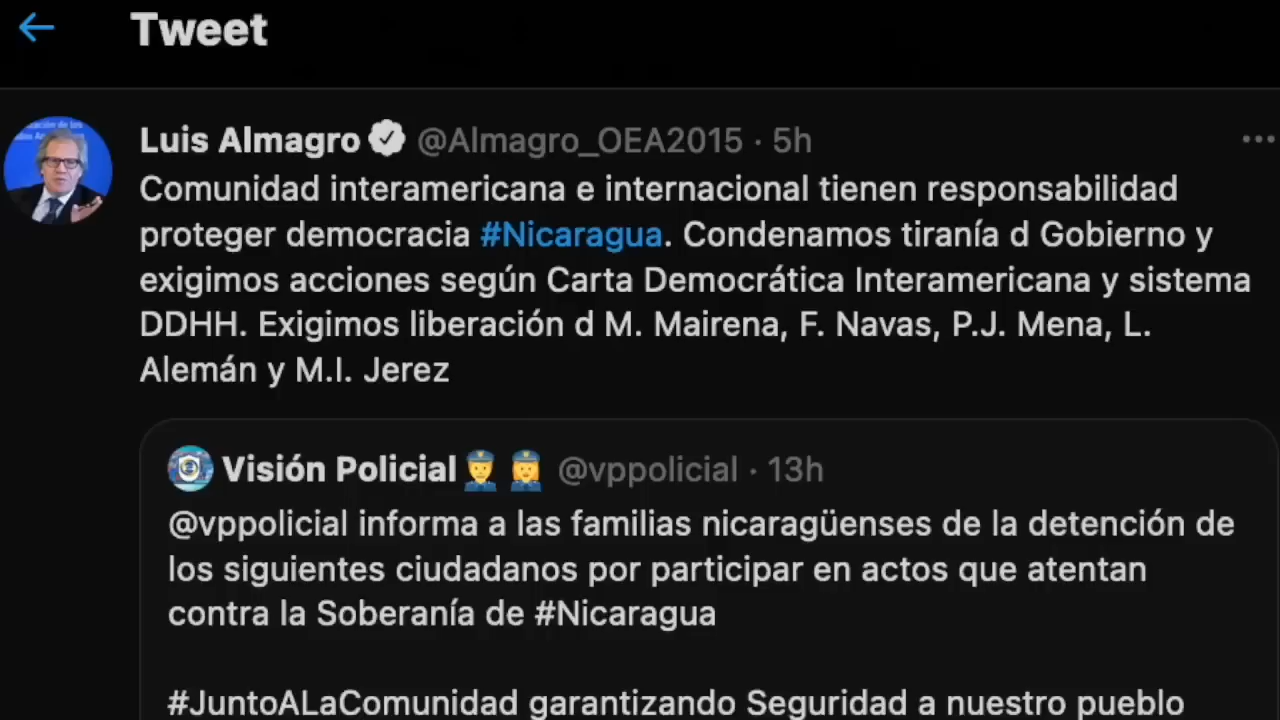 Tweet
Luis Almagro @Almagro_OEA2015 · 5h
Comunidad interamericana e internacional tienen responsabilidad
proteger democracia #Nicaragua. Condenamos tiranía d Gobierno y
exigimos acciones según Carta Democrática Interamericana y sistema
DDHH. Exigimos liberación d M. Mairena, F. Navas, P.J. Mena, L.
Alemán y M.I. Jerez
Visión Policial @vppolicial · 13h
@vppolicial informa a las familias nicaragüenses de la detención de
los siguientes ciudadanos por participar en actos que atentan
contra la Soberanía de #Nicaragua
#JuntoALaComunidad garantizando Seguridad a nuestro pueblo